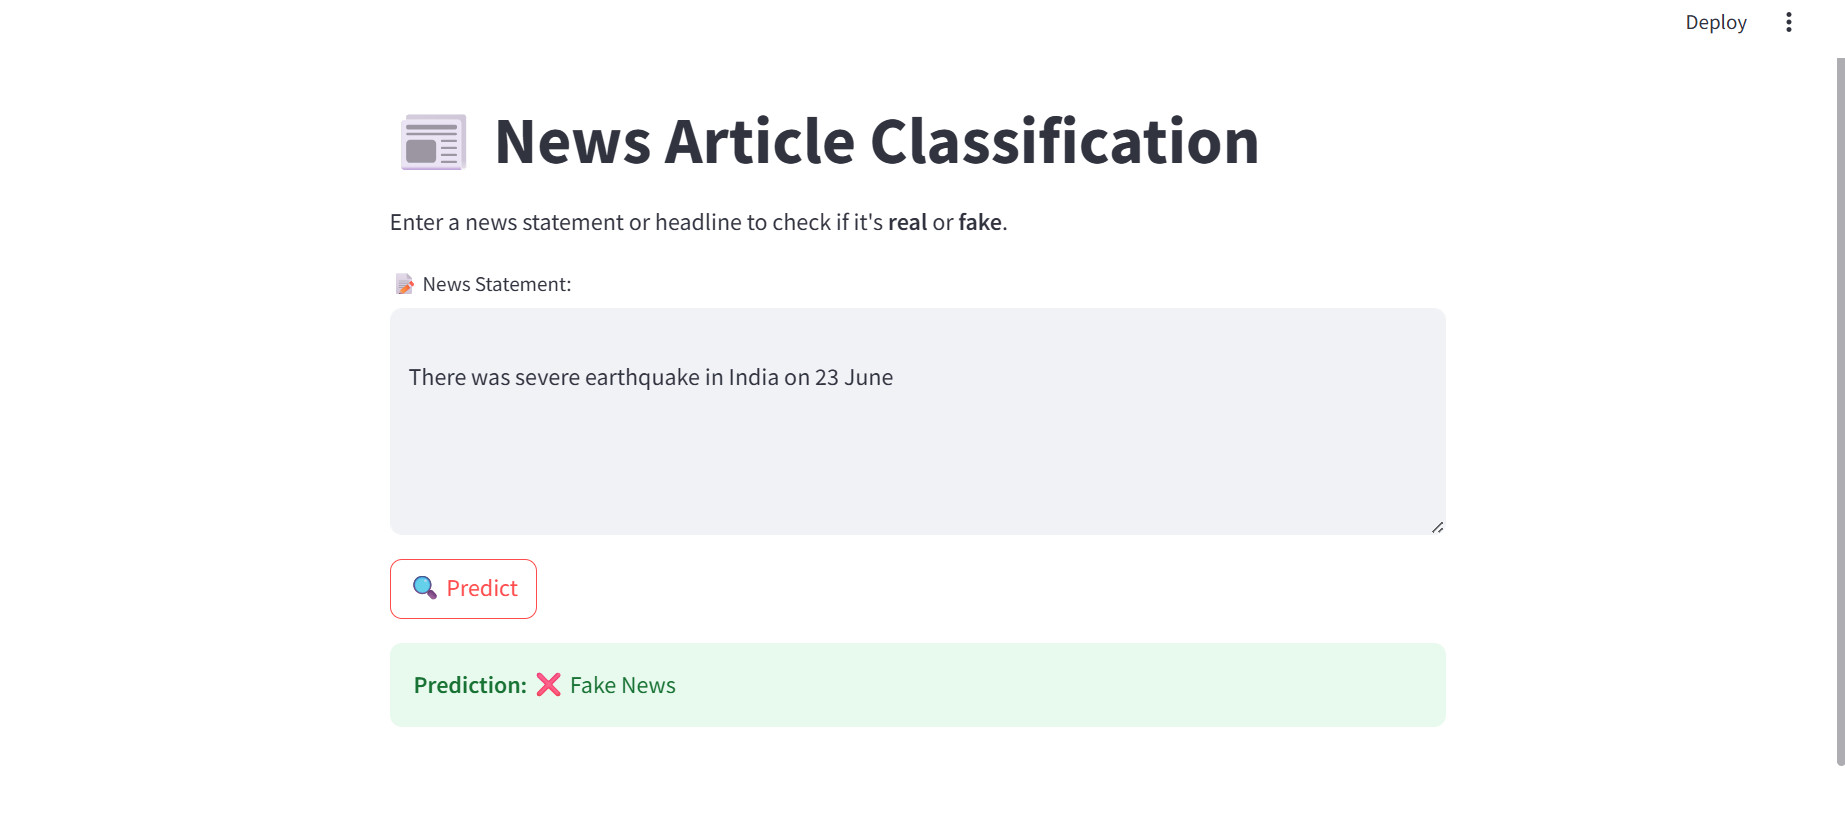 Deploy
News Article Classification
Enter a news statement or headline to check if it's real or fake.
News Statement:
There was severe earthquake in India on 23 June
Predict
Prediction: ❌ Fake News